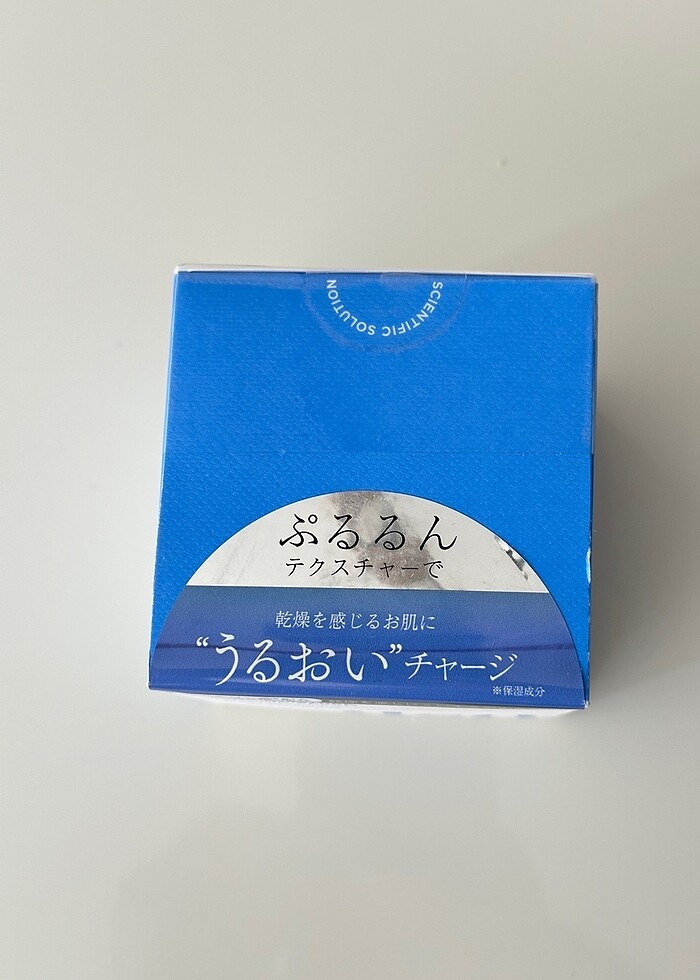 SCIENTIFIC SOLUTION
ぷるるん
テクスチャーで
乾燥を感じるお肌に
“うるおい”チャージ
※保湿成分